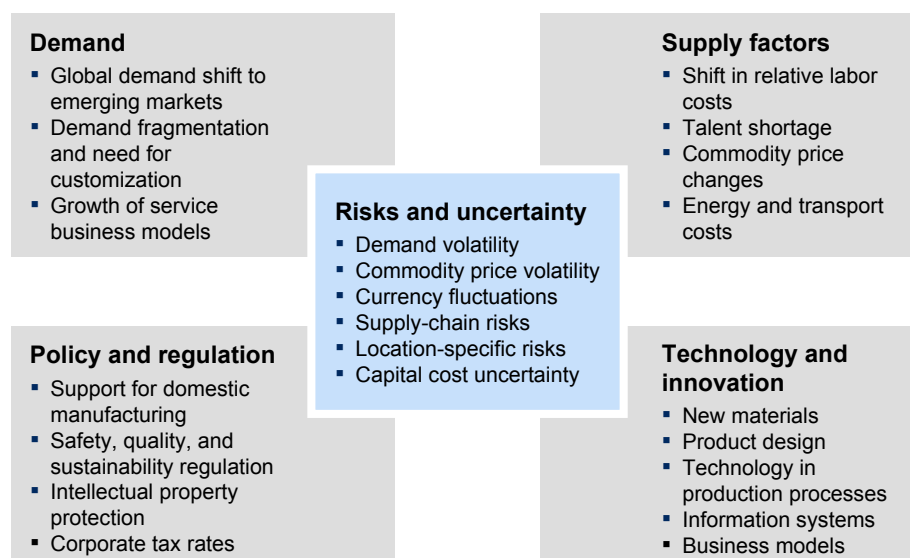 Demand
▪ Global demand shift to
emerging markets
▪ Demand fragmentation
and need for
customization
▪ Growth of service
business models
Supply factors
▪ Shift in relative labor
costs
▪ Talent shortage
▪ Commodity price
changes
▪ Energy and transport
costs
Risks and uncertainty
▪ Demand volatility
▪ Commodity price volatility
▪ Currency fluctuations
▪ Supply-chain risks
▪ Location-specific risks
▪ Capital cost uncertainty
Policy and regulation
▪ Support for domestic
manufacturing
▪ Safety, quality, and
sustainability regulation
▪ Intellectual property
protection
▪ Corporate tax rates
Technology and
innovation
▪ New materials
▪ Product design
▪ Technology in
production processes
▪ Information systems
▪ Business models